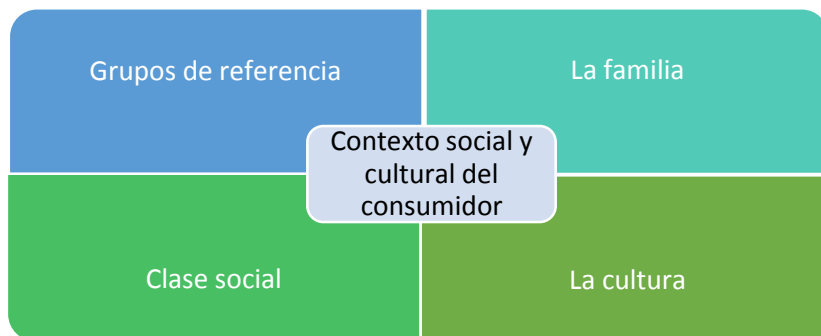 Grupos de referencia
La familia
Contexto social y
cultural del
consumidor
Clase social
La cultura